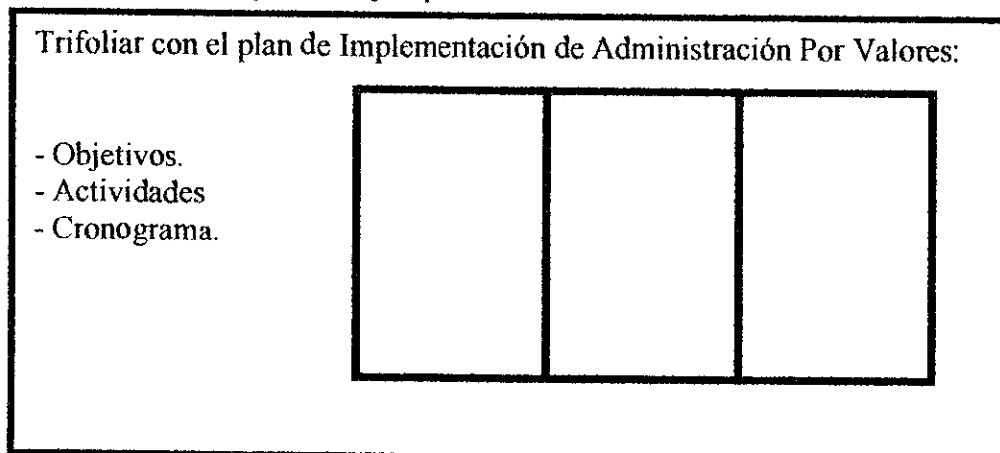 Trifoliar con el plan de Implementación de Administración Por Valores:
- Objetivos.
- Actividades
- Cronograma.